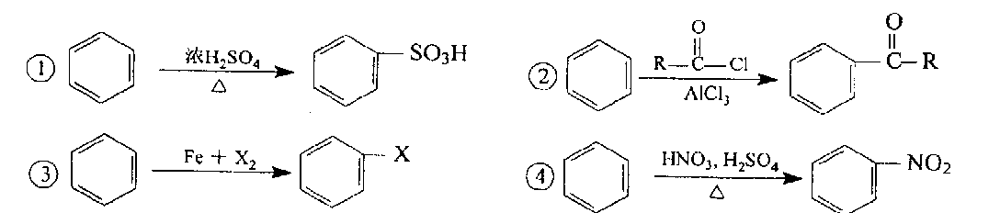 ① 浓H₂SO₄ △ SO₃H
② R—C(=O)—Cl AlCl₃ C(=O)—R
③ Fe + X₂ X
④ HNO₃, H₂SO₄ △ NO₂